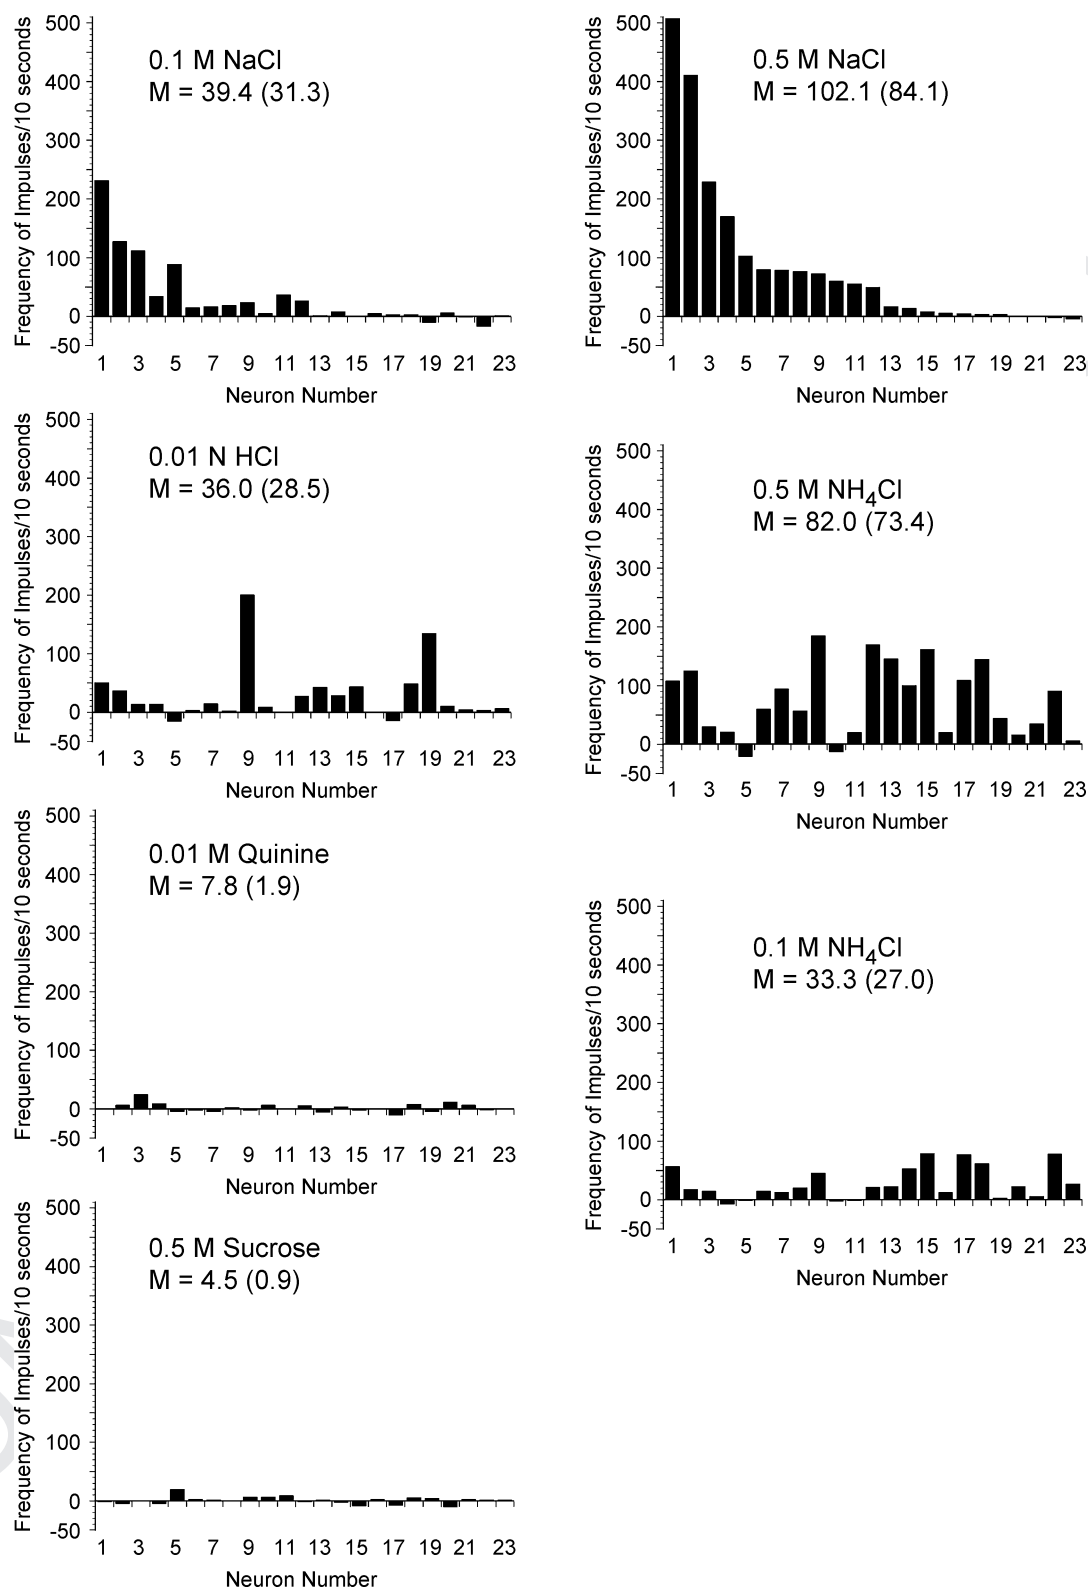 0.1 M NaCl
M = 39.4 (31.3)
Frequency of Impulses/10 seconds
500
400
300
200
100
0
-50
1 3 5 7 9 11 13 15 17 19 21 23
Neuron Number
0.5 M NaCl
M = 102.1 (84.1)
Frequency of Impulses/10 seconds
500
400
300
200
100
0
-50
1 3 5 7 9 11 13 15 17 19 21 23
Neuron Number
0.01 N HCl
M = 36.0 (28.5)
Frequency of Impulses/10 seconds
500
400
300
200
100
0
-50
1 3 5 7 9 11 13 15 17 19 21 23
Neuron Number
0.5 M NH₄Cl
M = 82.0 (73.4)
Frequency of Impulses/10 seconds
500
400
300
200
100
0
-50
1 3 5 7 9 11 13 15 17 19 21 23
Neuron Number
0.01 M Quinine
M = 7.8 (1.9)
Frequency of Impulses/10 seconds
500
400
300
200
100
0
-50
1 3 5 7 9 11 13 15 17 19 21 23
Neuron Number
0.1 M NH₄Cl
M = 33.3 (27.0)
Frequency of Impulses/10 seconds
500
400
300
200
100
0
-50
1 3 5 7 9 11 13 15 17 19 21 23
Neuron Number
0.5 M Sucrose
M = 4.5 (0.9)
Frequency of Impulses/10 seconds
500
400
300
200
100
0
-50
1 3 5 7 9 11 13 15 17 19 21 23
Neuron Number